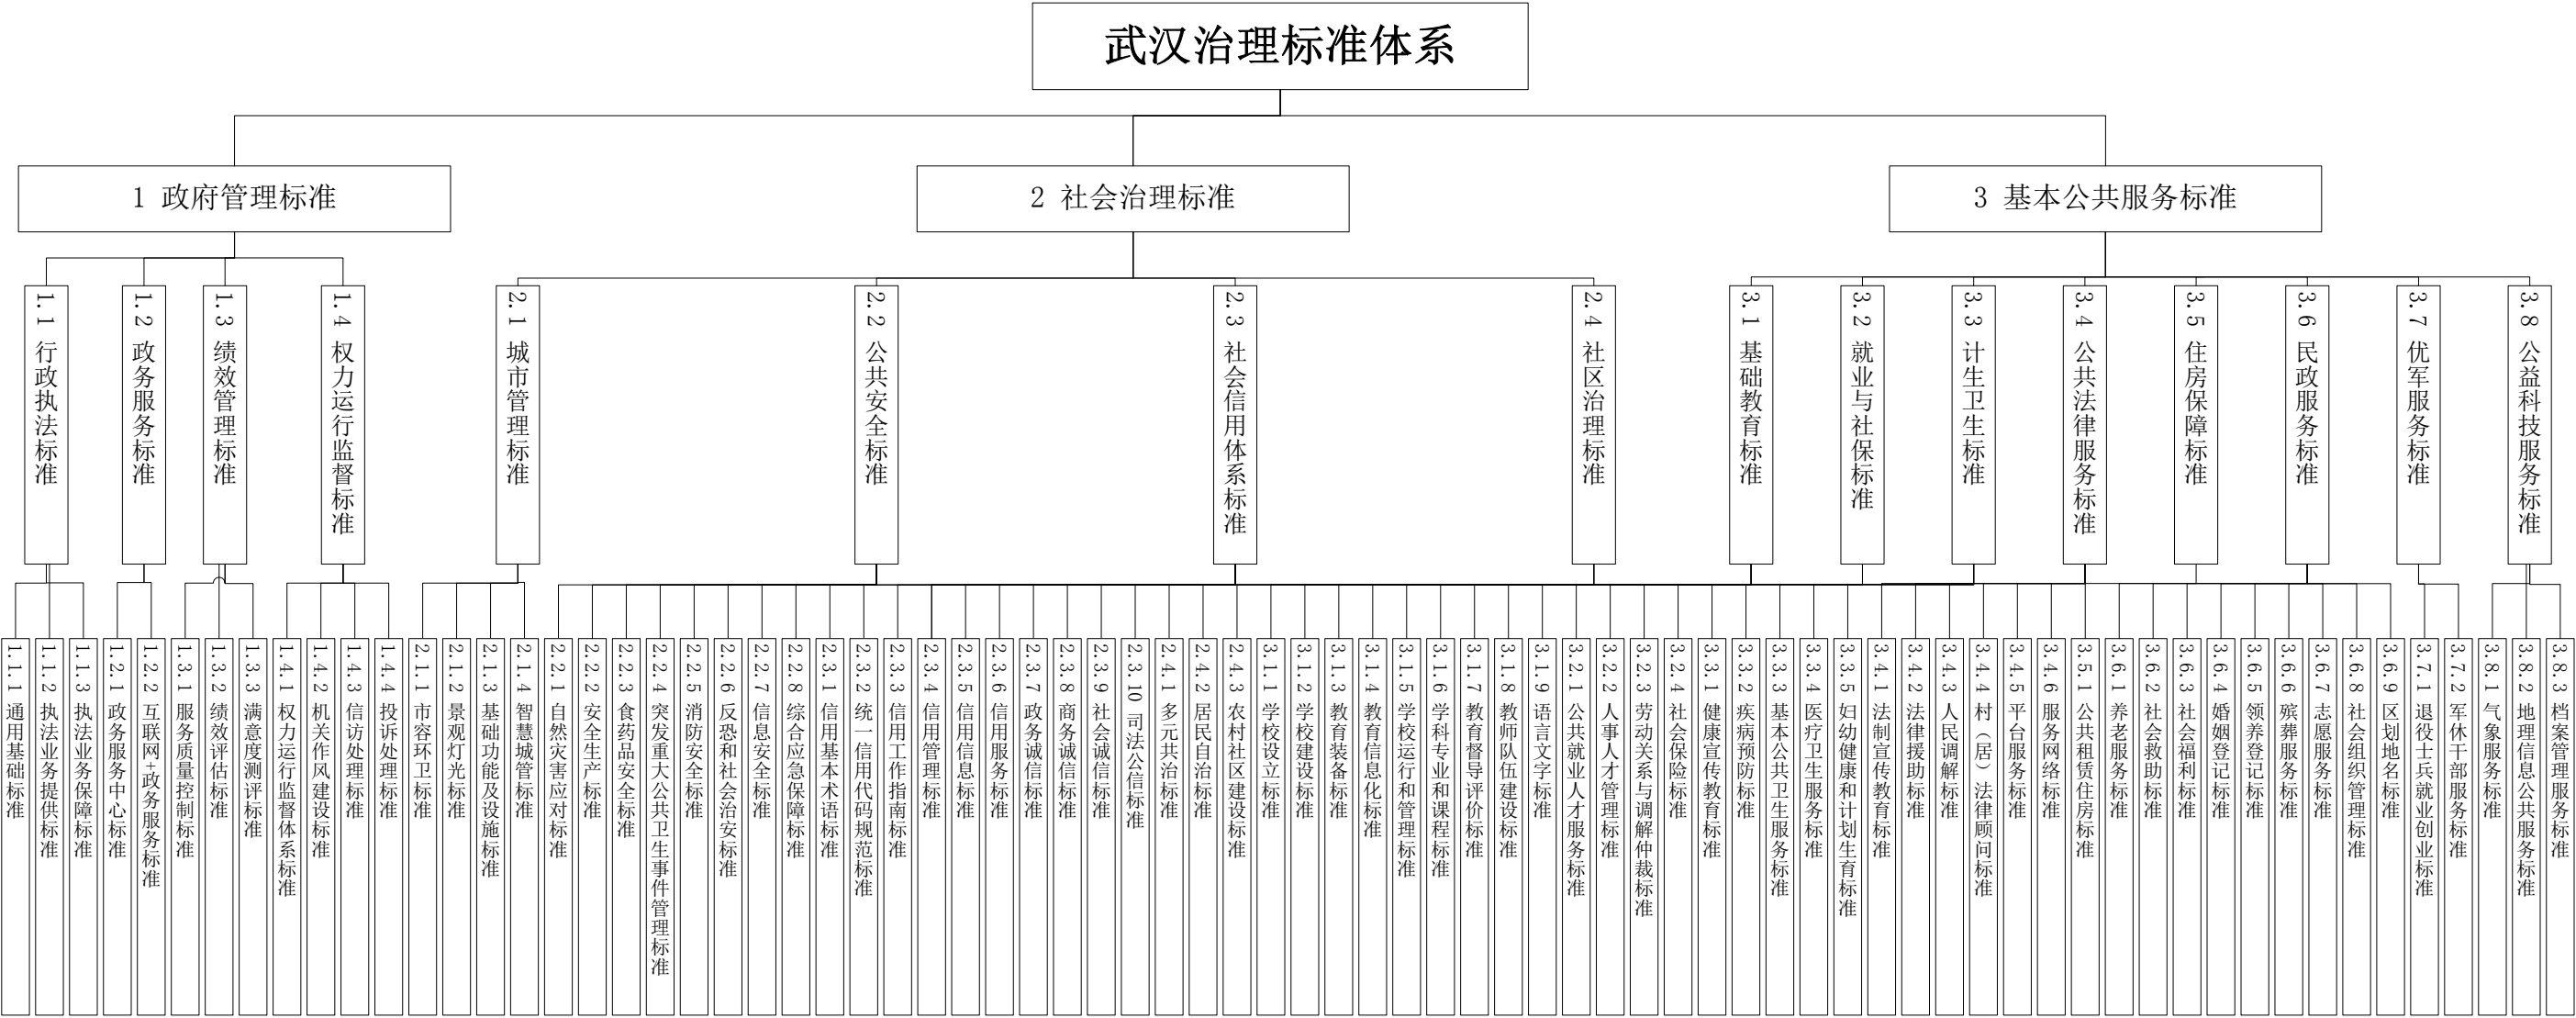 武汉治理标准体系
1 政府管理标准
2 社会治理标准
3 基本公共服务标准
1.1 行政执法标准
1.2 政务服务标准
1.3 绩效管理标准
1.4 权力运行监督标准
2.1 城市管理标准
2.2 公共安全标准
2.3 社会信用体系标准
2.4 社区治理标准
3.1 基础教育标准
3.2 就业与社保标准
3.3 计生卫生标准
3.4 公共法律服务标准
3.5 住房保障标准
3.6 民政服务标准
3.7 优军服务标准
3.8 公益科技服务标准
1.1.1 通用基础标准
1.1.2 执法业务提供标准
1.1.3 执法业务保障标准
1.2.1 政务服务中心标准
1.2.2 互联网+政务服务标准
1.3.1 服务质量控制标准
1.3.2 绩效评估标准
1.3.3 满意度测评标准
1.4.1 权力运行监督体系标准
1.4.2 机关作风建设标准
1.4.3 信访处理标准
1.4.4 投诉处理标准
2.1.1 市容环卫标准
2.1.2 景观灯光标准
2.1.3 基础功能及设施标准
2.1.4 智慧城管标准
2.2.1 自然灾害应对标准
2.2.2 安全生产标准
2.2.3 食药品安全标准
2.2.4 突发重大公共卫生事件管理标准
2.2.5 消防安全标准
2.2.6 反恐和社会治安标准
2.2.7 信息安全标准
2.2.8 综合应急保障标准
2.3.1 信用基本术语标准
2.3.2 统一信用代码规范标准
2.3.3 信用工作指南标准
2.3.4 信用管理标准
2.3.5 信用信息标准
2.3.6 信用服务标准
2.3.7 政务诚信标准
2.3.8 商务诚信标准
2.3.9 社会诚信标准
2.3.10 司法公信标准
2.4.1 多元共治标准
2.4.2 居民自治标准
2.4.3 农村社区建设标准
3.1.1 学校设立标准
3.1.2 学校建设标准
3.1.3 教育装备标准
3.1.4 教育信息化标准
3.1.5 学校运行和管理标准
3.1.6 学科专业和课程标准
3.1.7 教育督导评价标准
3.1.8 教师队伍建设标准
3.1.9 语言文字标准
3.2.1 公共就业人才服务标准
3.2.2 人事人才管理标准
3.2.3 劳动关系与调解仲裁标准
3.2.4 社会保险标准
3.3.1 健康宣传教育标准
3.3.2 疾病预防标准
3.3.3 基本公共卫生服务标准
3.3.4 医疗卫生服务标准
3.3.5 妇幼健康和计划生育标准
3.4.1 法制宣传教育标准
3.4.2 法律援助标准
3.4.3 人民调解标准
3.4.4 村（居）法律顾问标准
3.4.5 平台服务标准
3.4.6 服务网络标准
3.5.1 公共租赁住房标准
3.6.1 养老服务标准
3.6.2 社会救助标准
3.6.3 社会福利标准
3.6.4 婚姻登记标准
3.6.5 领养登记标准
3.6.6 殡葬服务标准
3.6.7 志愿服务标准
3.6.8 社会组织管理标准
3.6.9 区划地名标准
3.7.1 退役士兵就业创业标准
3.7.2 军休干部服务标准
3.8.1 气象服务标准
3.8.2 地理信息公共服务标准
3.8.3 档案管理服务标准